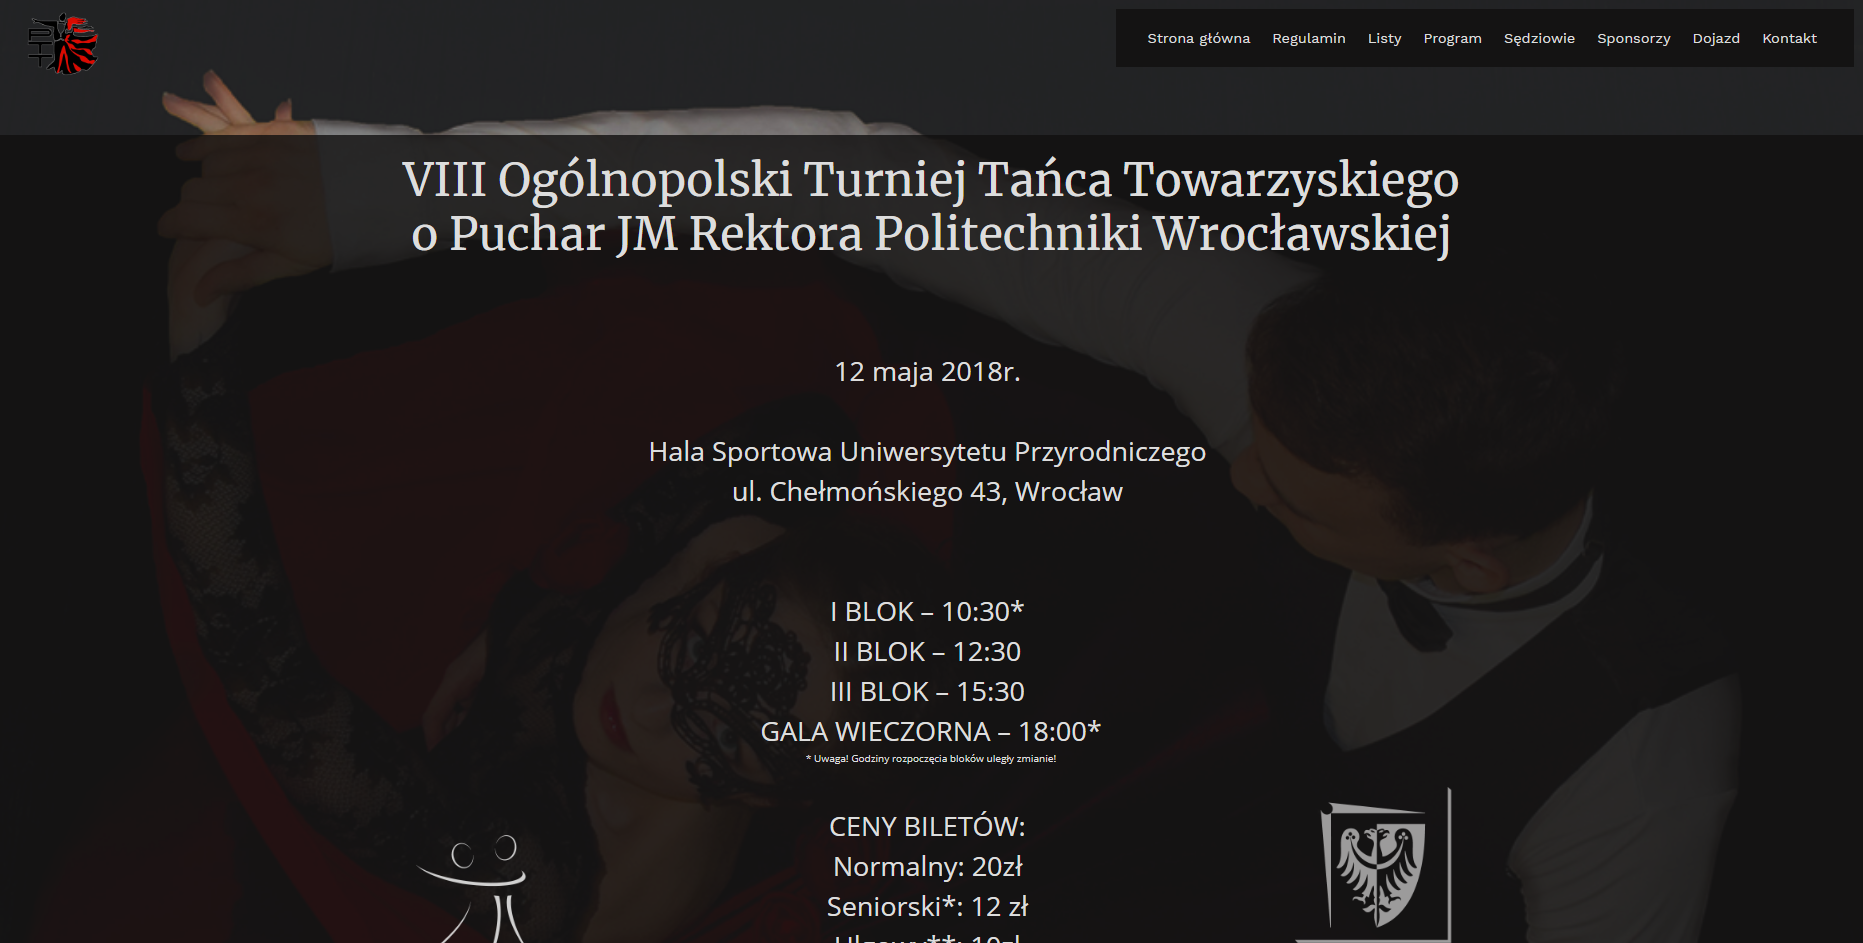 PTT
Strona główna Regulamin Listy Program Sędziowie Sponsorzy Dojazd Kontakt
VIII Ogólnopolski Turniej Tańca Towarzyskiego
o Puchar JM Rektora Politechniki Wrocławskiej
12 maja 2018r.
Hala Sportowa Uniwersytetu Przyrodniczego
ul. Chełmońskiego 43, Wrocław
I BLOK – 10:30*
II BLOK – 12:30
III BLOK – 15:30
GALA WIECZORNA – 18:00*
* Uwaga! Godziny rozpoczęcia bloków uległy zmianie!
CENY BILETÓW:
Normalny: 20zł
Seniorski*: 12 zł
Ulgowy**: 10zł